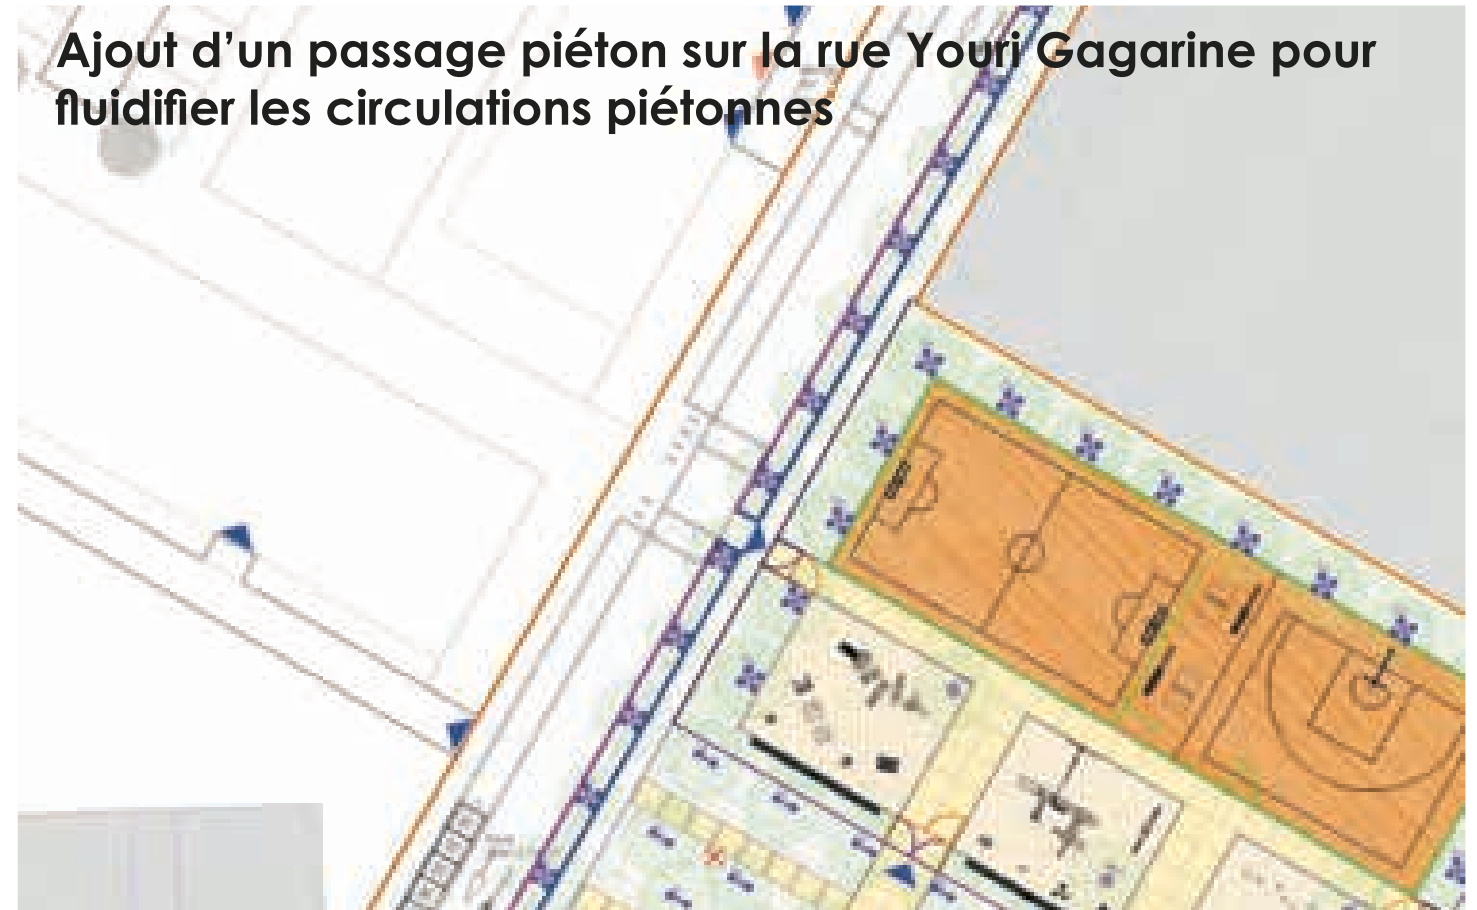 Ajout d’un passage piéton sur la rue Youri Gagarine pour
fluidifier les circulations piétonnes